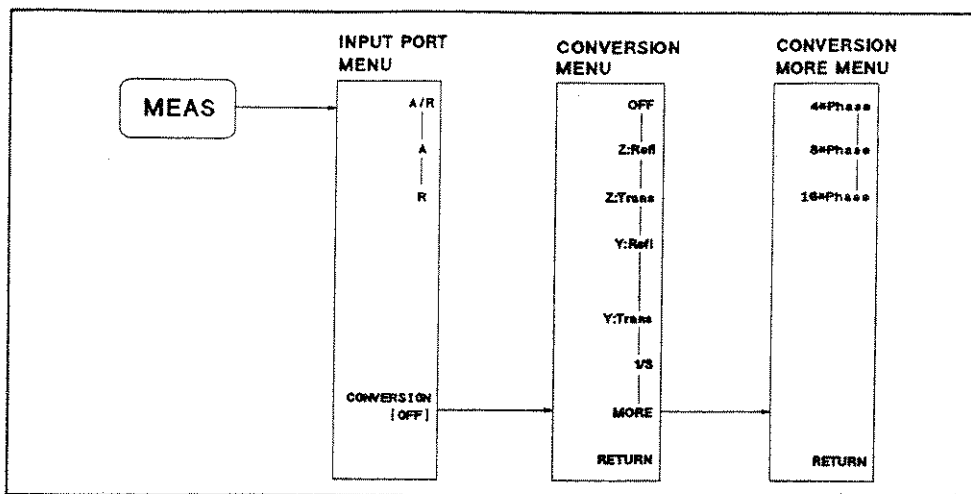 MEAS
INPUT PORT
MENU
A/R
A
R
CONVERSION
[OFF]
CONVERSION
MENU
OFF
Z:Refl
Z:Trans
Y:Refl
Y:Trans
1/S
MORE
RETURN
CONVERSION
MORE MENU
4*Phase
8*Phase
16*Phase
RETURN